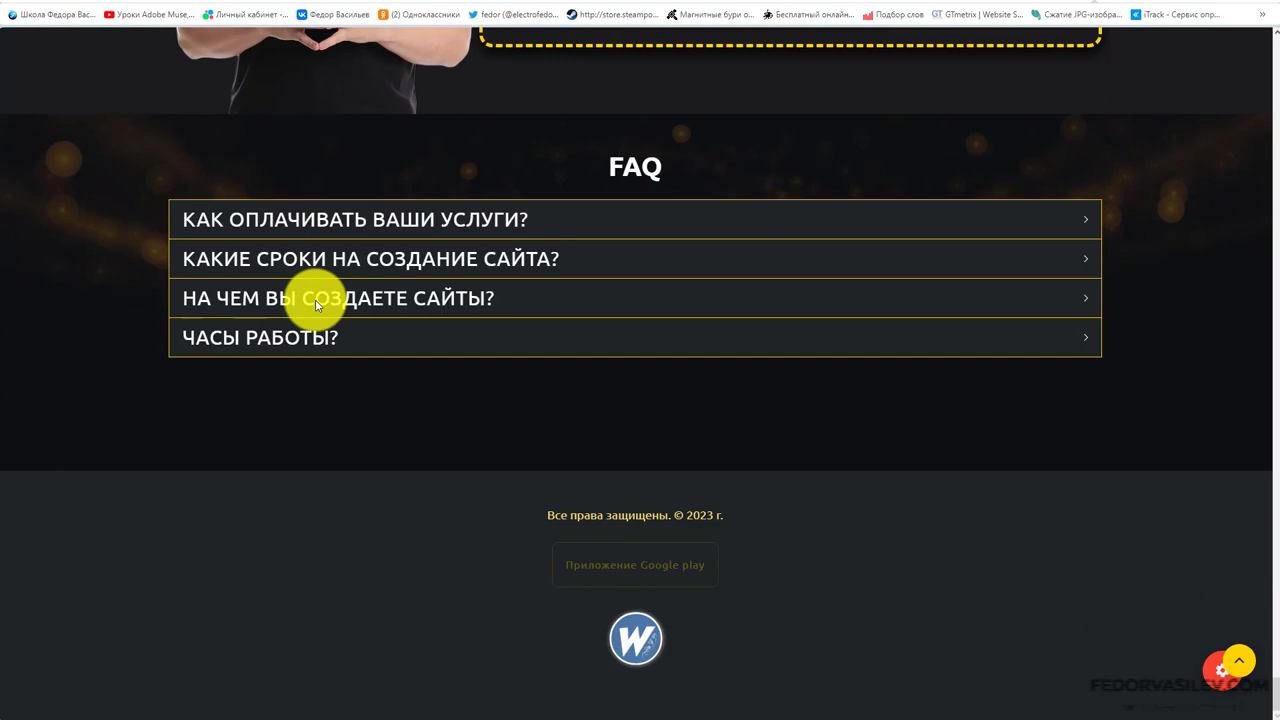 Школа Федора Вас...
Уроки Adobe Muse,...
Личный кабинет -...
Федор Васильев
(2) Одноклассники
fedor (@electrofedo...
http://store.steampo...
Магнитные бури о...
Бесплатный онлайн...
Подбор слов
GTmetrix | Website S...
Сжатие JPG-изобра...
iTrack - Сервис опр...
FAQ
КАК ОПЛАЧИВАТЬ ВАШИ УСЛУГИ?
КАКИЕ СРОКИ НА СОЗДАНИЕ САЙТА?
НА ЧЕМ ВЫ СОЗДАЕТЕ САЙТЫ?
ЧАСЫ РАБОТЫ?
Все права защищены. © 2023 г.
Приложение Google play
W
FEDORVASILEV.COM